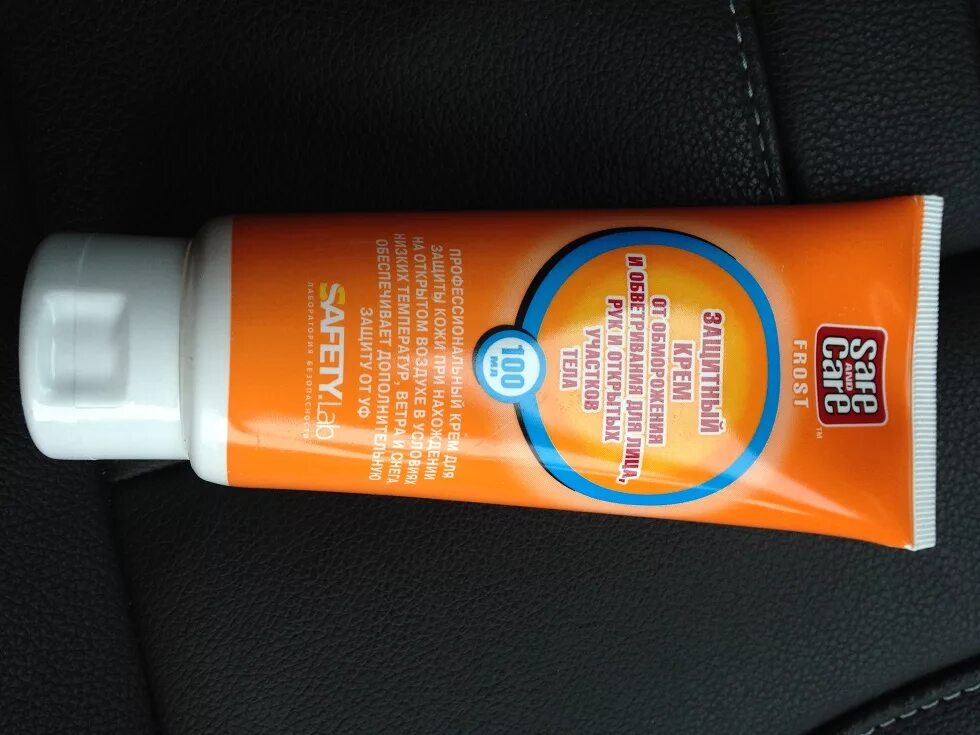 Safe
AND
Care
TM
FROST
ЗАЩИТНЫЙ
КРЕМ
ОТ ОБМОРОЖЕНИЯ
И ОБВЕТРИВАНИЯ ДЛЯ ЛИЦА,
РУК И ОТКРЫТЫХ
УЧАСТКОВ
ТЕЛА
100
МЛ
ПРОФЕССИОНАЛЬНЫЙ КРЕМ ДЛЯ
ЗАЩИТЫ КОЖИ ПРИ НАХОЖДЕНИИ
НА ОТКРЫТОМ ВОЗДУХЕ В УСЛОВИЯХ
НИЗКИХ ТЕМПЕРАТУР, ВЕТРА И СНЕГА
ОБЕСПЕЧИВАЕТ ДОПОЛНИТЕЛЬНУЮ
ЗАЩИТУ ОТ УФ
SAFETYLab
ЛАБОРАТОРИЯ БЕЗОПАСНОСТИ